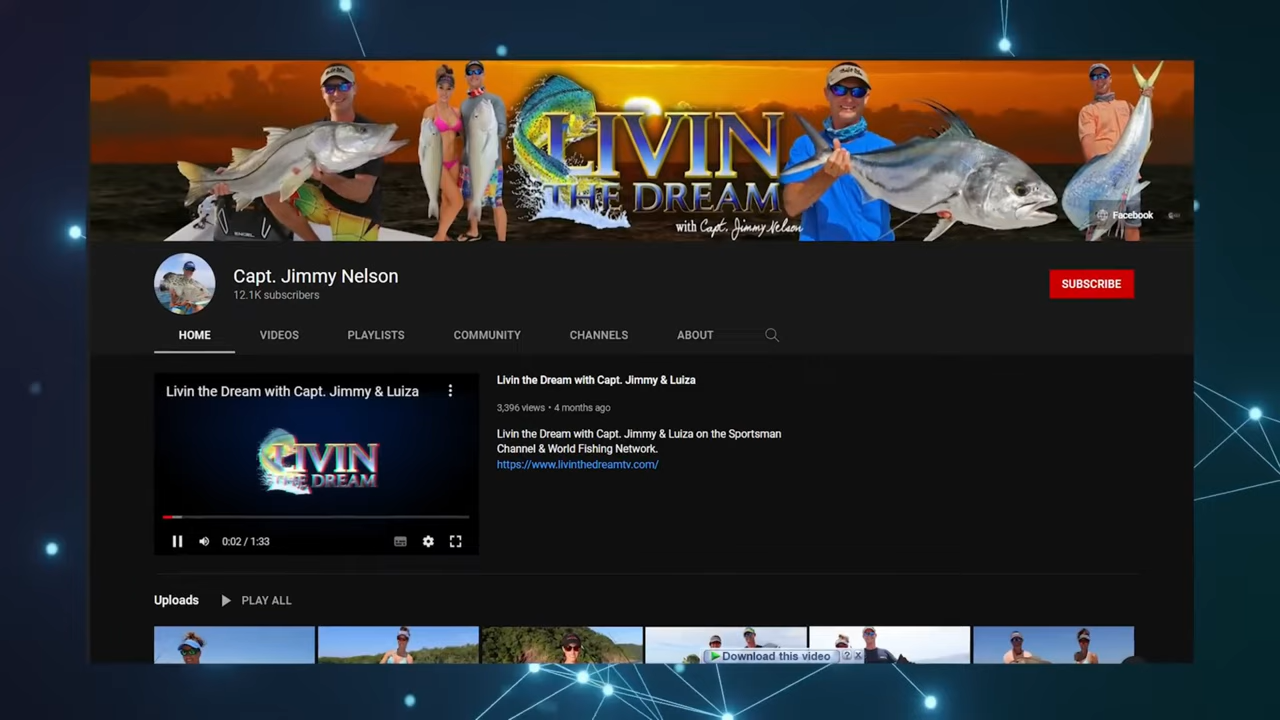 LIVIN
THE DREAM
with Capt. Jimmy Nelson
Facebook
Capt. Jimmy Nelson
12.1K subscribers
SUBSCRIBE
HOME VIDEOS PLAYLISTS COMMUNITY CHANNELS ABOUT
Livin the Dream with Capt. Jimmy & Luiza
LIVIN
THE DREAM
0:02 / 1:33
Livin the Dream with Capt. Jimmy & Luiza
3,396 views • 4 months ago
Livin the Dream with Capt. Jimmy & Luiza on the Sportsman
Channel & World Fishing Network.
https://www.livinthedreamtv.com/
Uploads PLAY ALL
Download this video ? X